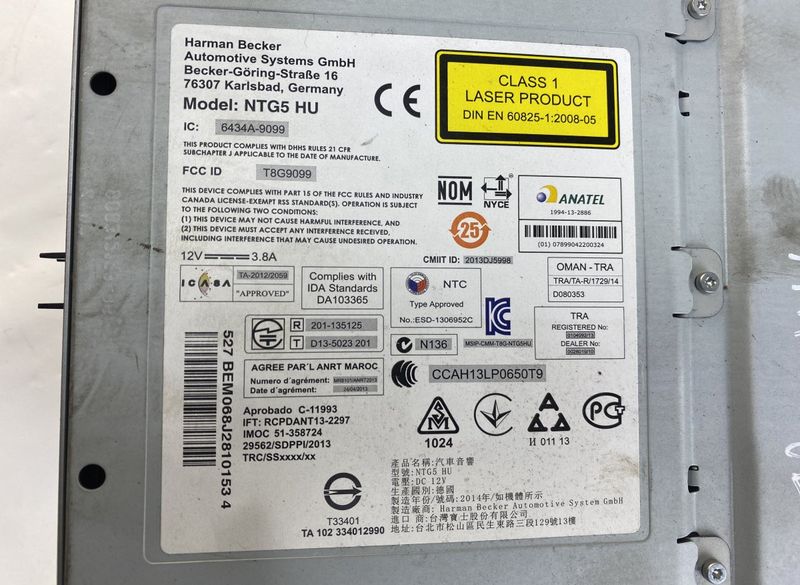 Harman Becker
Automotive Systems GmbH
Becker-Göring-Straße 16
76307 Karlsbad, Germany
Model: NTG5 HU
IC: 6434A-9099
THIS PRODUCT COMPLIES WITH DHHS RULES 21 CFR
SUBCHAPTER J APPLICABLE TO THE DATE OF MANUFACTURE.
FCC ID T8G9099
THIS DEVICE COMPLIES WITH PART 15 OF THE FCC RULES AND INDUSTRY
CANADA LICENSE-EXEMPT RSS STANDARD(S). OPERATION IS SUBJECT
TO THE FOLLOWING TWO CONDITIONS:
(1) THIS DEVICE MAY NOT CAUSE HARMFUL INTERFERENCE, AND
(2) THIS DEVICE MUST ACCEPT ANY INTERFERENCE RECEIVED,
INCLUDING INTERFERENCE THAT MAY CAUSE UNDESIRED OPERATION.
12V 3.8A
CE
CLASS 1
LASER PRODUCT
DIN EN 60825-1:2008-05
NOM
NYCE
25
ANATEL
1994-13-2886
(01) 07899042200324
CMIIT ID: 2013DJ5998
ICASA
TA-2012/2059
"APPROVED"
Complies with
IDA Standards
DA103365
NTC
Type Approved
No.:ESD-1306952C
OMAN - TRA
TRA/TA-R/1729/14
D080353
TRA
REGISTERED No:
DEALER No:
R 201-135125
T D13-5023 201
N136
MSIP-CMM-T8G-NTG5HU
AGREE PAR´L ANRT MAROC
Numero d´agrément: MR8101ANRT2013
Date d´agrément: 24/04/2013
CCAH13LP0650T9
527 BEM068J2810153 4
Aprobado C-11993
IFT: RCPDANT13-2297
IMOC 51-358724
29562/SDPPI/2013
TRC/SSxxxx/xx
1024
И 011 13
T33401
TA 102 334012990
產品名稱: 汽車音響
型號: NTG5 HU
電壓: DC 12V
生產國別: 德國
製造年份/號碼: 2014年/如機體所示
製造廠商: Harman Becker Automotive System GmbH
進口商: 台灣賓士股份有限公司
地址: 台北市松山區民生東路三段129號13樓